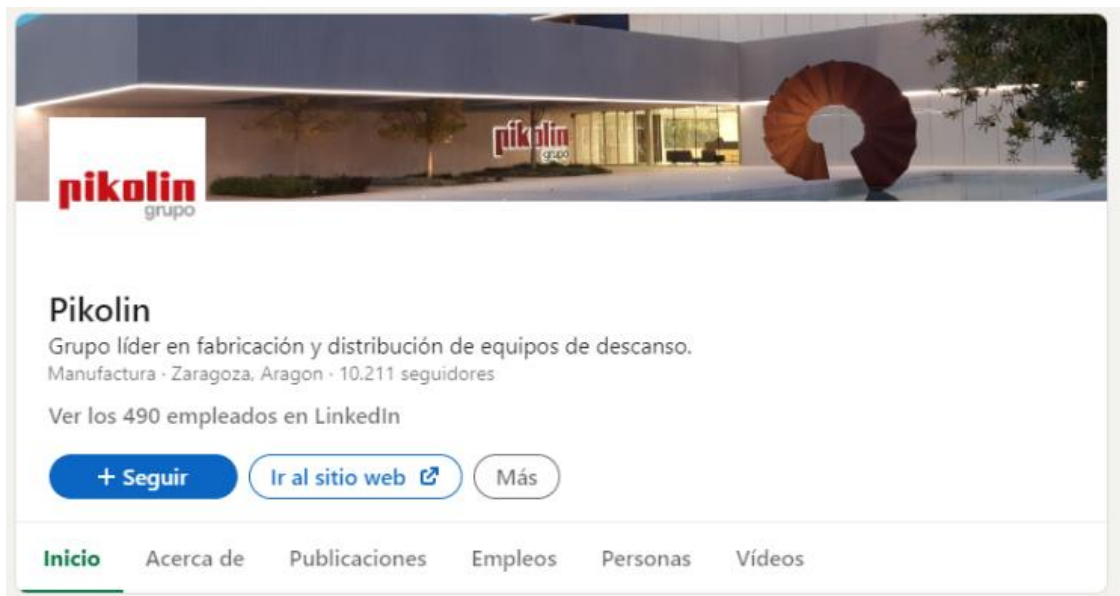 pikolin
grupo
pikolin
grupo
Pikolin
Grupo líder en fabricación y distribución de equipos de descanso.
Manufactura · Zaragoza, Aragon · 10.211 seguidores
Ver los 490 empleados en LinkedIn
+ Seguir Ir al sitio web Más
Inicio Acerca de Publicaciones Empleos Personas Vídeos